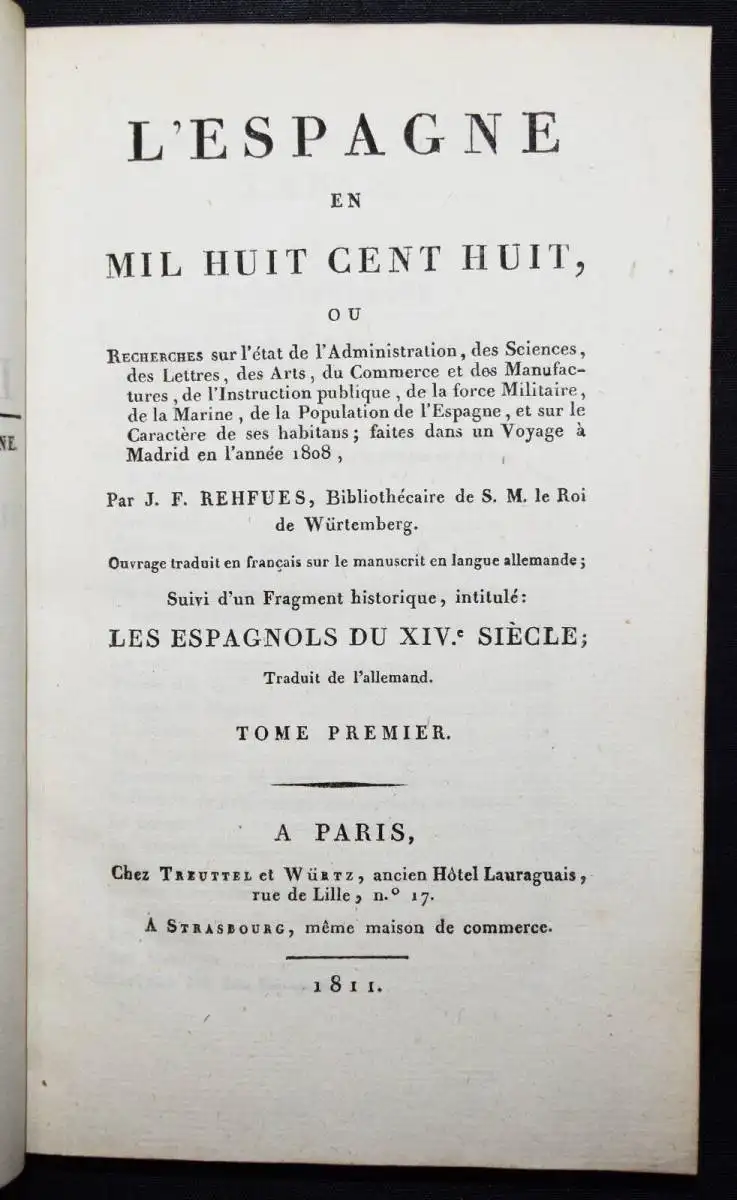 L'ESPAGNE
EN
MIL HUIT CENT HUIT,
OU
RECHERCHES sur l'état de l'Administration, des Sciences,
des Lettres, des Arts, du Commerce et des Manufac-
tures, de l'Instruction publique, de la force Militaire,
de la Marine, de la Population de l'Espagne, et sur le
Caractère de ses habitans; faites dans un Voyage à
Madrid en l'année 1808,
Par J. F. REHFUES, Bibliothécaire de S. M. le Roi
de Würtemberg.
Ouvrage traduit en français sur le manuscrit en langue allemande;
Suivi d'un Fragment historique, intitulé:
LES ESPAGNOLS DU XIV.e SIÈCLE;
Traduit de l'allemand.
TOME PREMIER.
A PARIS,
Chez TREUTTEL et WÜRTZ, ancien Hôtel Lauraguais,
rue de Lille, n.º 17.
A STRASBOURG, même maison de commerce.
1811.